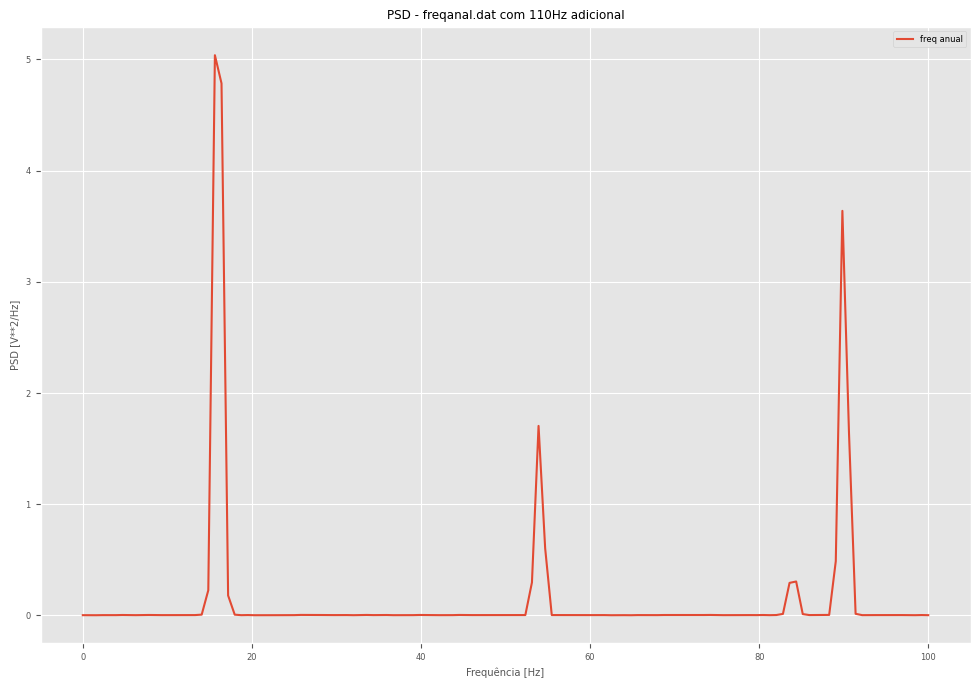 PSD - freqanal.dat com 110Hz adicional
freq anual
5
4
3
2
1
0
PSD [V**2/Hz]
0 20 40 60 80 100
Frequência [Hz]